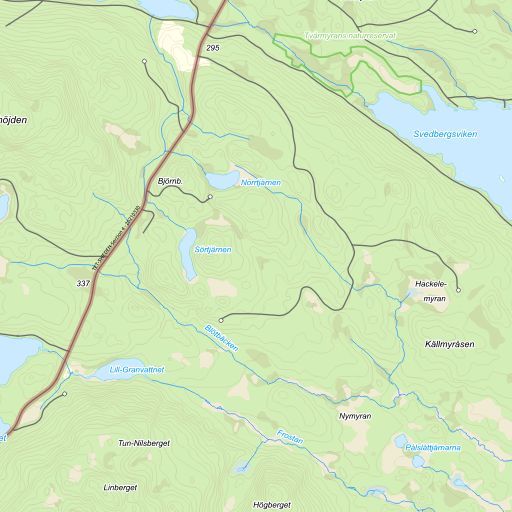 Tvärmyrans naturreservat
295
höjden
Svedbergsviken
Björnb.
Norrtjärnen
Sörtjärnen
337
Hackele-
myran
Blötbäcken
Källmyråsen
Lill-Granvattnet
Nymyran
Frostån
Tun-Nilsberget
Pålslåttjärnarna
Linberget
Högberget